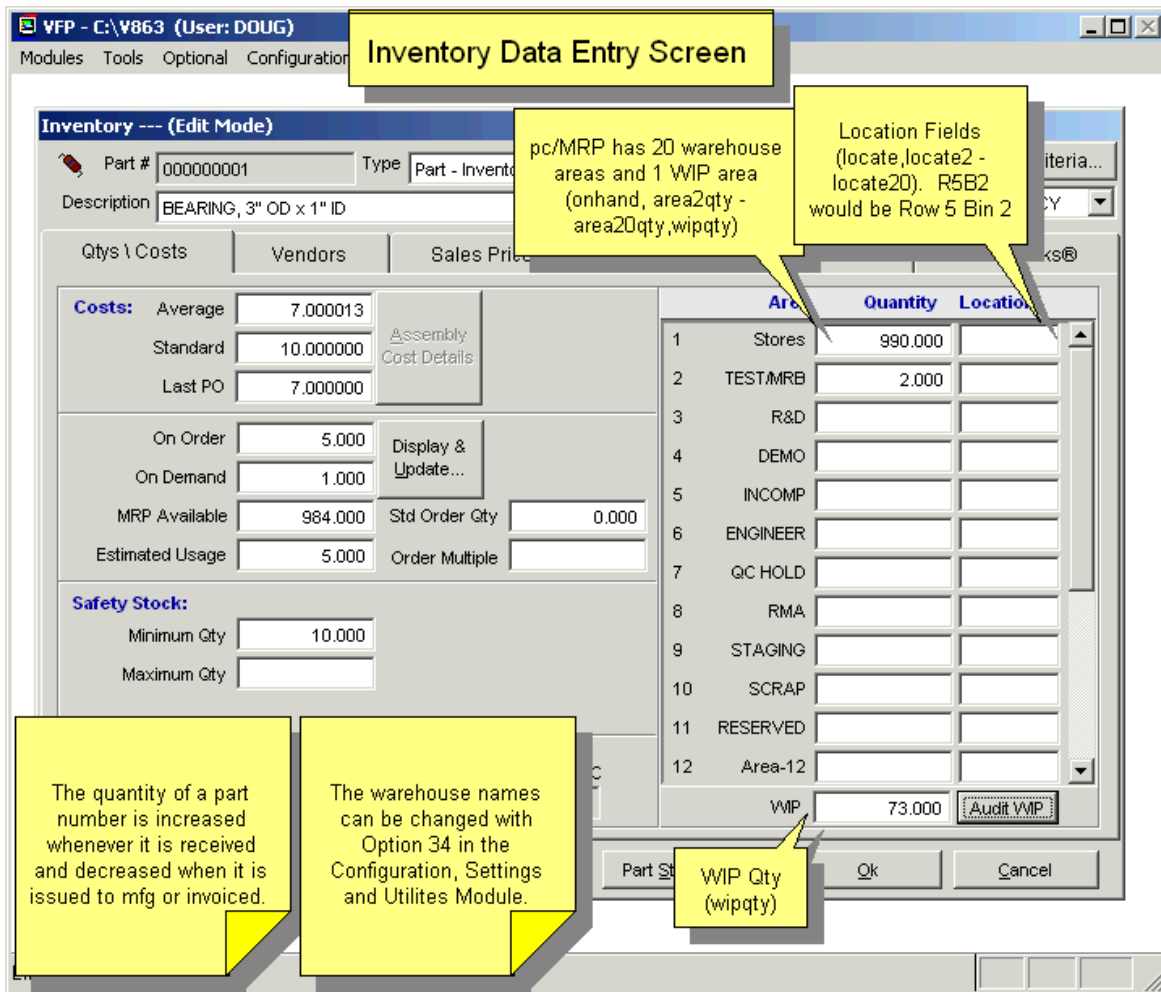 VFP - C:\V863 (User: DOUG)
Modules Tools Optional Configuration
Inventory Data Entry Screen
Inventory --- (Edit Mode)
Part # 000000001 Type Part - Invento
Description BEARING, 3" OD x 1" ID
pc/MRP has 20 warehouse
areas and 1 WIP area
(onhand, area2qty -
area20qty,wipqty)
Location Fields
(locate,locate2 -
locate20). R5B2
would be Row 5 Bin 2
iteria...
CY
Qtys \ Costs Vendors Sales Price ks®
Costs: Average 7.000013
Standard 10.000000
Last PO 7.000000
Assembly
Cost Details
On Order 5.000
On Demand 1.000
Display &
Update...
MRP Available 984.000 Std Order Qty 0.000
Estimated Usage 5.000 Order Multiple
Safety Stock:
Minimum Qty 10.000
Maximum Qty
Are Quantity Location
1 Stores 990.000
2 TEST/MRB 2.000
3 R&D
4 DEMO
5 INCOMP
6 ENGINEER
7 QC HOLD
8 RMA
9 STAGING
10 SCRAP
11 RESERVED
12 Area-12
WIP 73.000 Audit WIP
The quantity of a part
number is increased
whenever it is received
and decreased when it is
issued to mfg or invoiced.
The warehouse names
can be changed with
Option 34 in the
Configuration, Settings
and Utilites Module.
WIP Qty
(wipqty)
Part St Ok Cancel